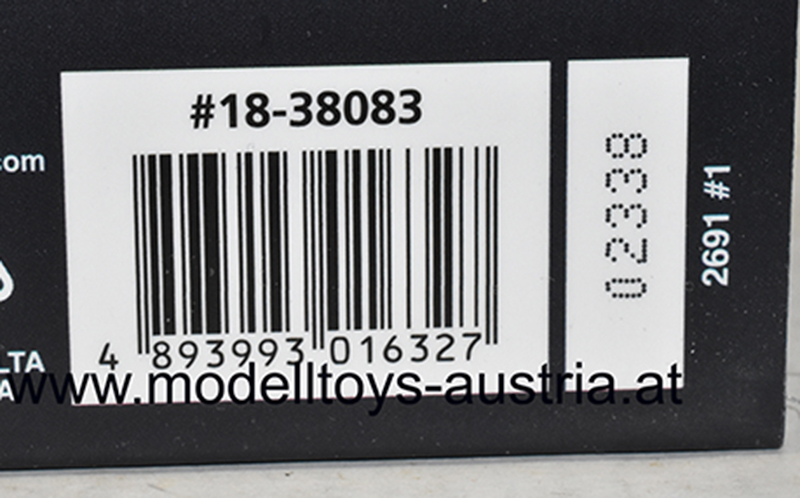 #18-38083
com
4 893993 016327
02338
2691 #1
LTA
www.modelltoys-austria.at